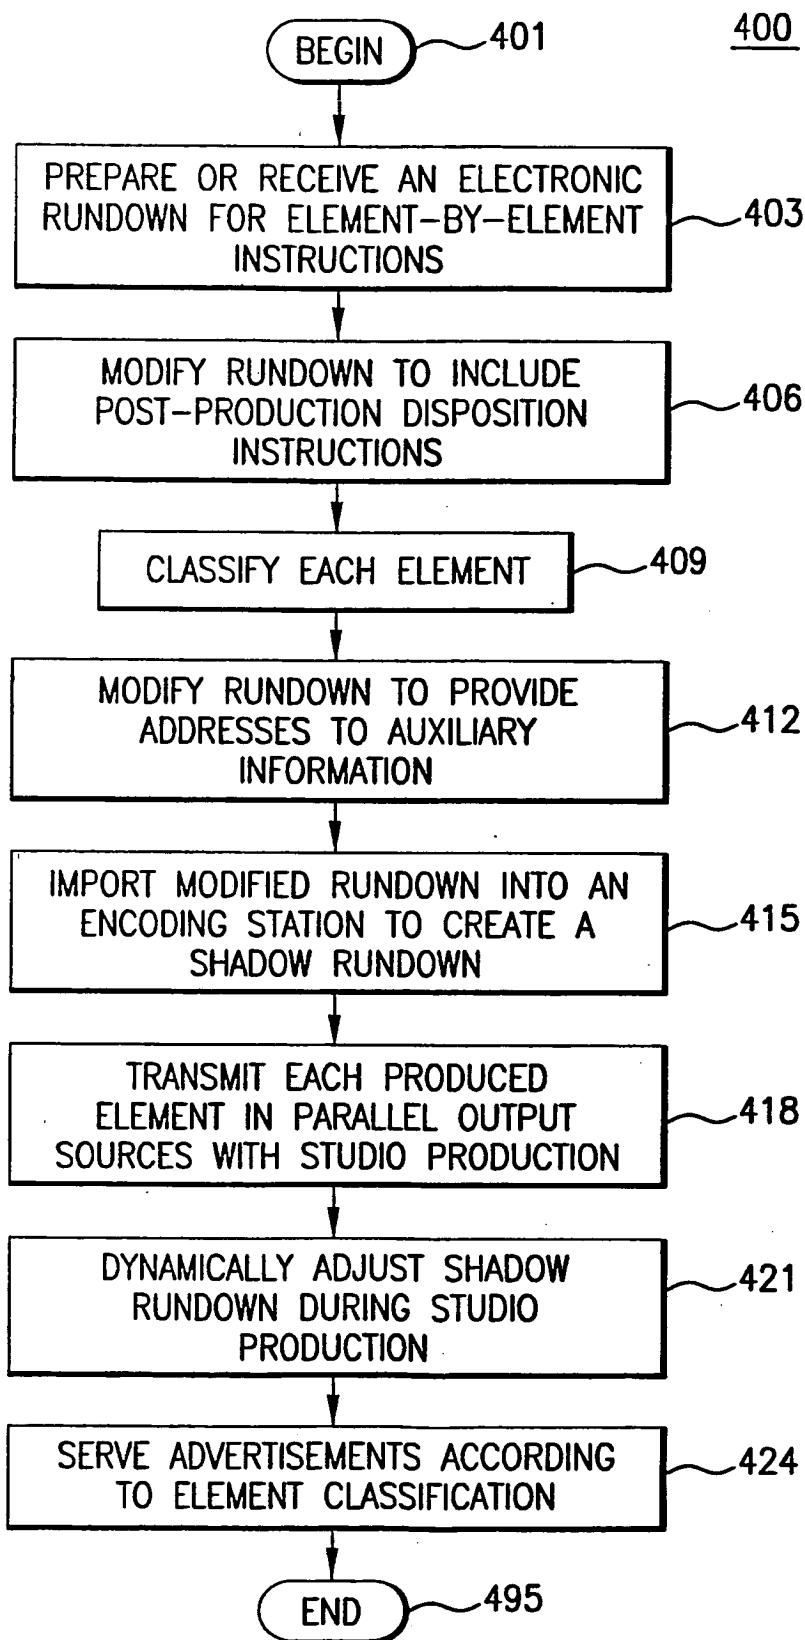 400
BEGIN 401
PREPARE OR RECEIVE AN ELECTRONIC
RUNDOWN FOR ELEMENT-BY-ELEMENT
INSTRUCTIONS
403
MODIFY RUNDOWN TO INCLUDE
POST-PRODUCTION DISPOSITION
INSTRUCTIONS
406
CLASSIFY EACH ELEMENT 409
MODIFY RUNDOWN TO PROVIDE
ADDRESSES TO AUXILIARY
INFORMATION
412
IMPORT MODIFIED RUNDOWN INTO AN
ENCODING STATION TO CREATE A
SHADOW RUNDOWN
415
TRANSMIT EACH PRODUCED
ELEMENT IN PARALLEL OUTPUT
SOURCES WITH STUDIO PRODUCTION
418
DYNAMICALLY ADJUST SHADOW
RUNDOWN DURING STUDIO
PRODUCTION
421
SERVE ADVERTISEMENTS ACCORDING
TO ELEMENT CLASSIFICATION
424
END 495